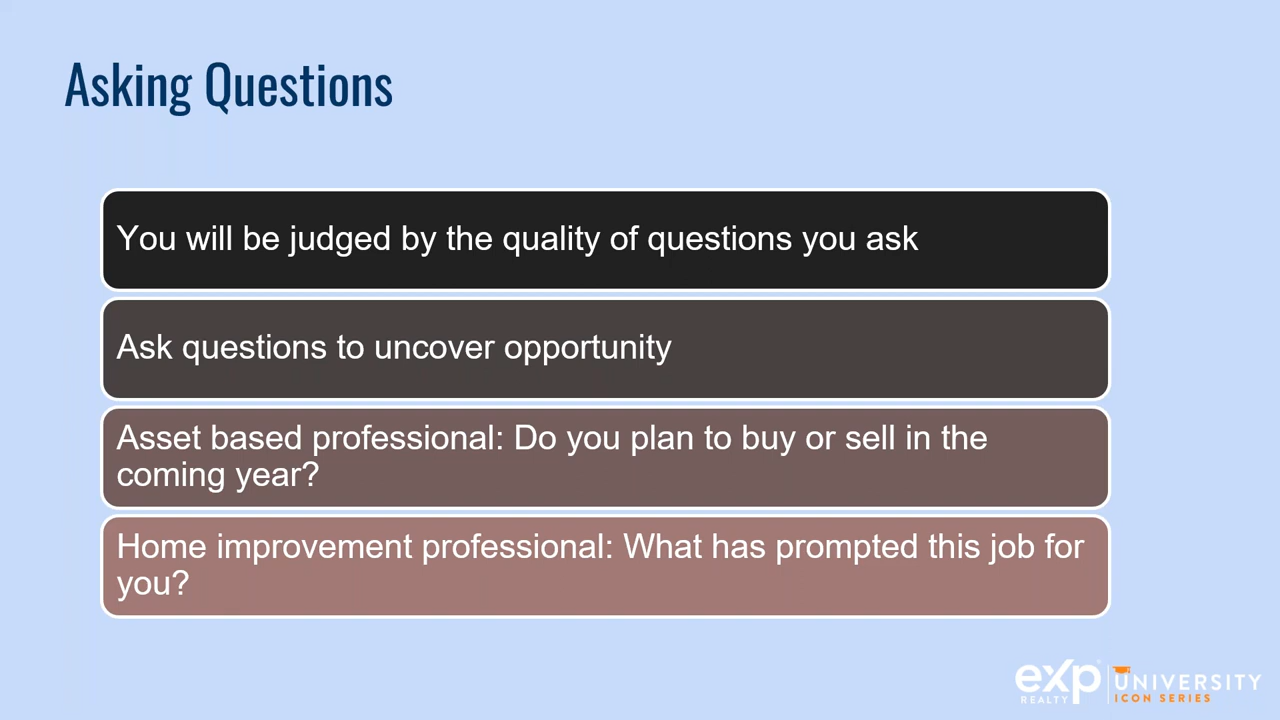 Asking Questions
You will be judged by the quality of questions you ask
Ask questions to uncover opportunity
Asset based professional: Do you plan to buy or sell in the
coming year?
Home improvement professional: What has prompted this job for
you?
eXp
REALTY
UNIVERSITY
ICON SERIES